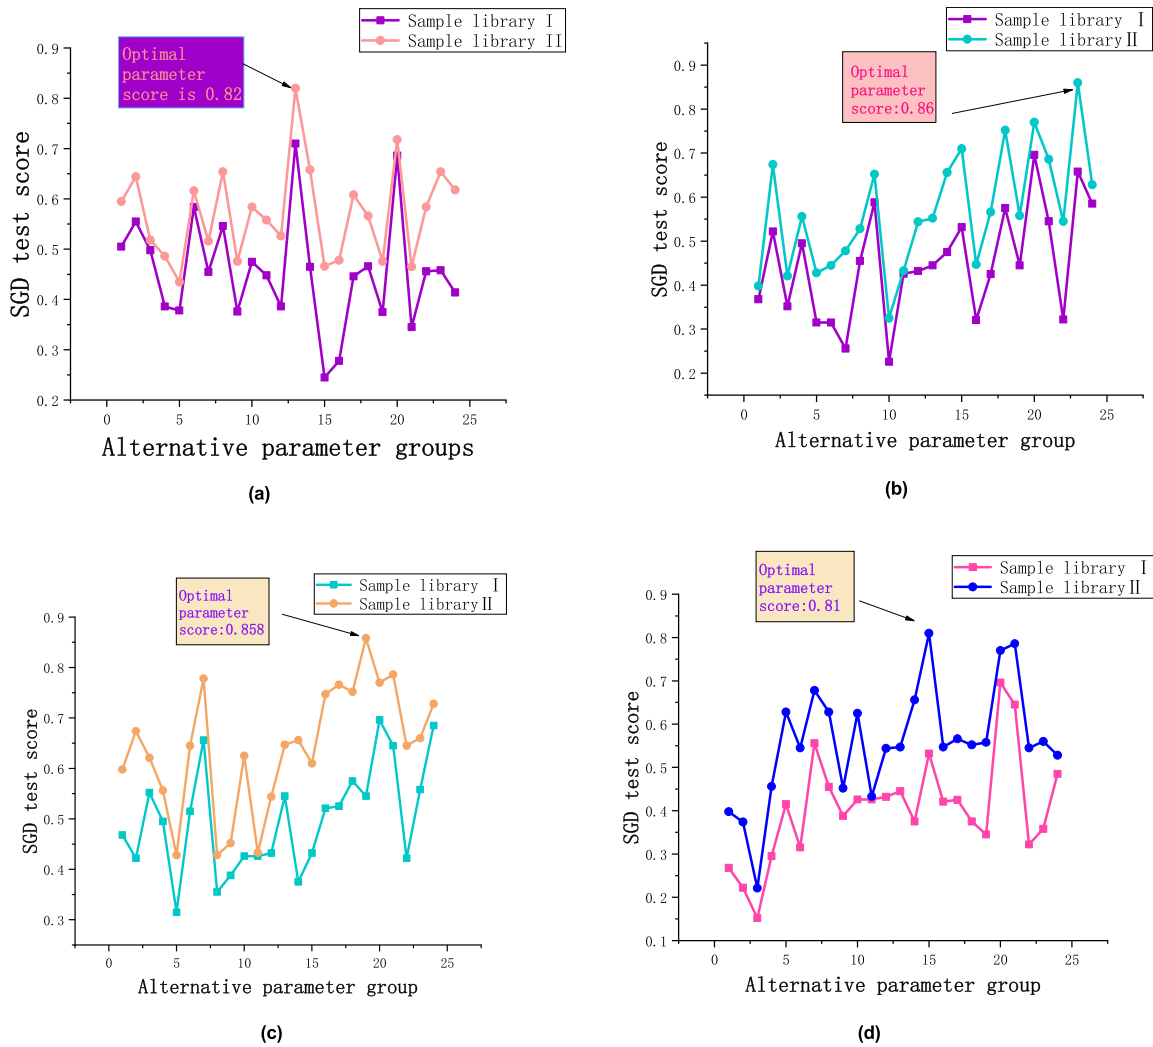 Sample library Ⅰ
Sample library II
Optimal
parameter
score is 0.82
0.9
0.8
0.7
0.6
0.5
0.4
0.3
0.2
SGD test score
0 5 10 15 20 25
Alternative parameter groups
(a)
Sample library Ⅰ
Sample library Ⅱ
Optimal
parameter
score:0.86
0.9
0.8
0.7
0.6
0.5
0.4
0.3
0.2
SGD test score
0 5 10 15 20 25
Alternative parameter group
(b)
Sample library Ⅰ
Sample library Ⅱ
Optimal
parameter
score:0.858
0.9
0.8
0.7
0.6
0.5
0.4
0.3
SGD test score
0 5 10 15 20 25
Alternative parameter group
(c)
Sample library Ⅰ
Sample library Ⅱ
Optimal
parameter
score:0.81
0.9
0.8
0.7
0.6
0.5
0.4
0.3
0.2
0.1
SGD test score
0 5 10 15 20 25
Alternative parameter group
(d)